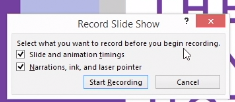 Record Slide Show
Select what you want to record before you begin recording.
Slide and animation timings
Narrations, ink, and laser pointer
Start Recording
Cancel